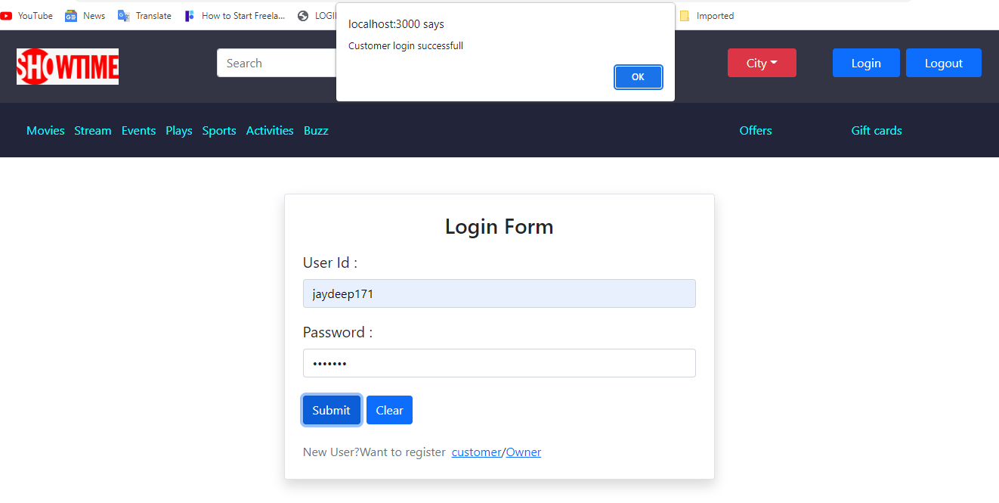 YouTube News Translate How to Start Freela... LOGI Imported
localhost:3000 says
Customer login successfull
OK
SHOWTIME Search City Login Logout
Movies Stream Events Plays Sports Activities Buzz Offers Gift cards
Login Form
User Id :
jaydeep171
Password :
•••••••
Submit Clear
New User?Want to register customer/Owner